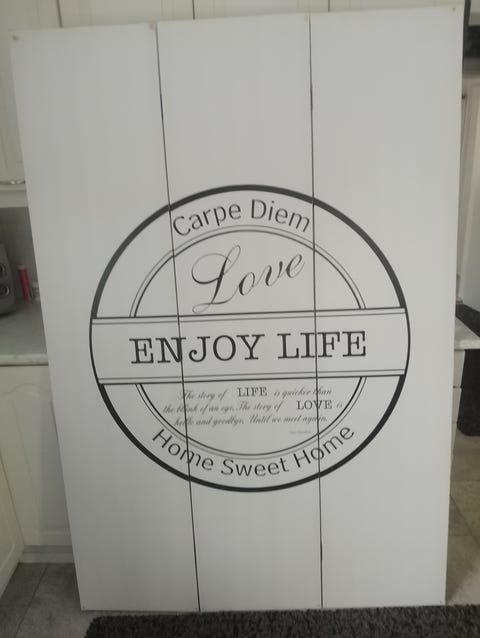 Carpe Diem
Love
ENJOY LIFE
The story of LIFE is quicker than
the blink of an eye. The story of LOVE is
hello and goodbye. Until we meet again.
Home Sweet Home